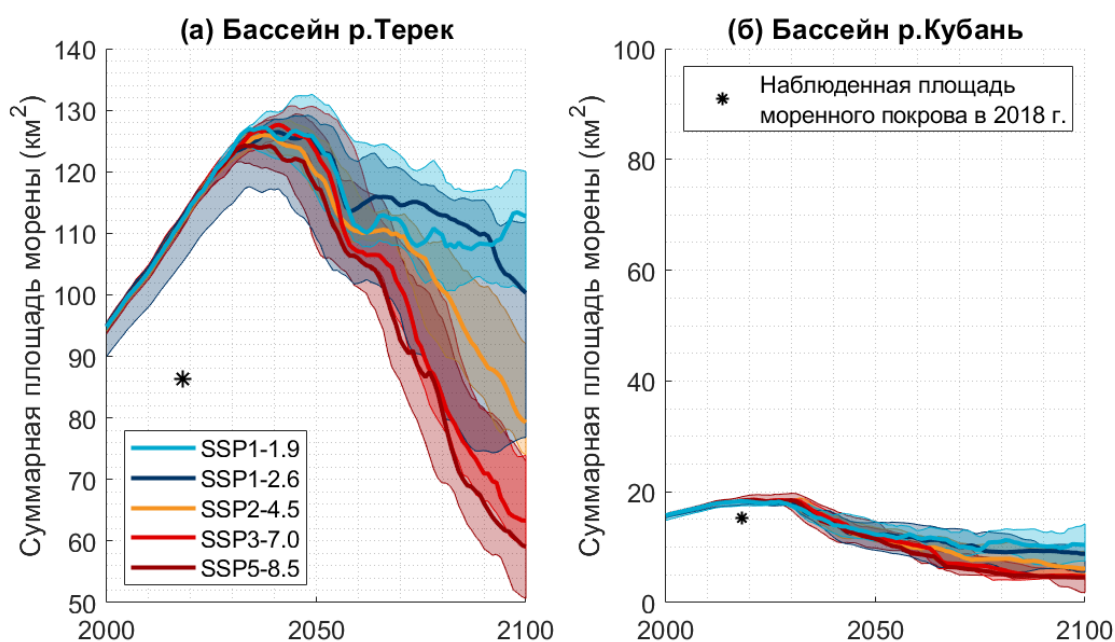 (а) Бассейн р.Терек
Суммарная площадь морены (км²)
140
130
120
110
100
90
80
70
60
50
2000
2050
2100
SSP1-1.9
SSP1-2.6
SSP2-4.5
SSP3-7.0
SSP5-8.5
(б) Бассейн р.Кубань
Суммарная площадь морены (км²)
100
80
60
40
20
0
2000
2050
2100
Наблюденная площадь
моренного покрова в 2018 г.